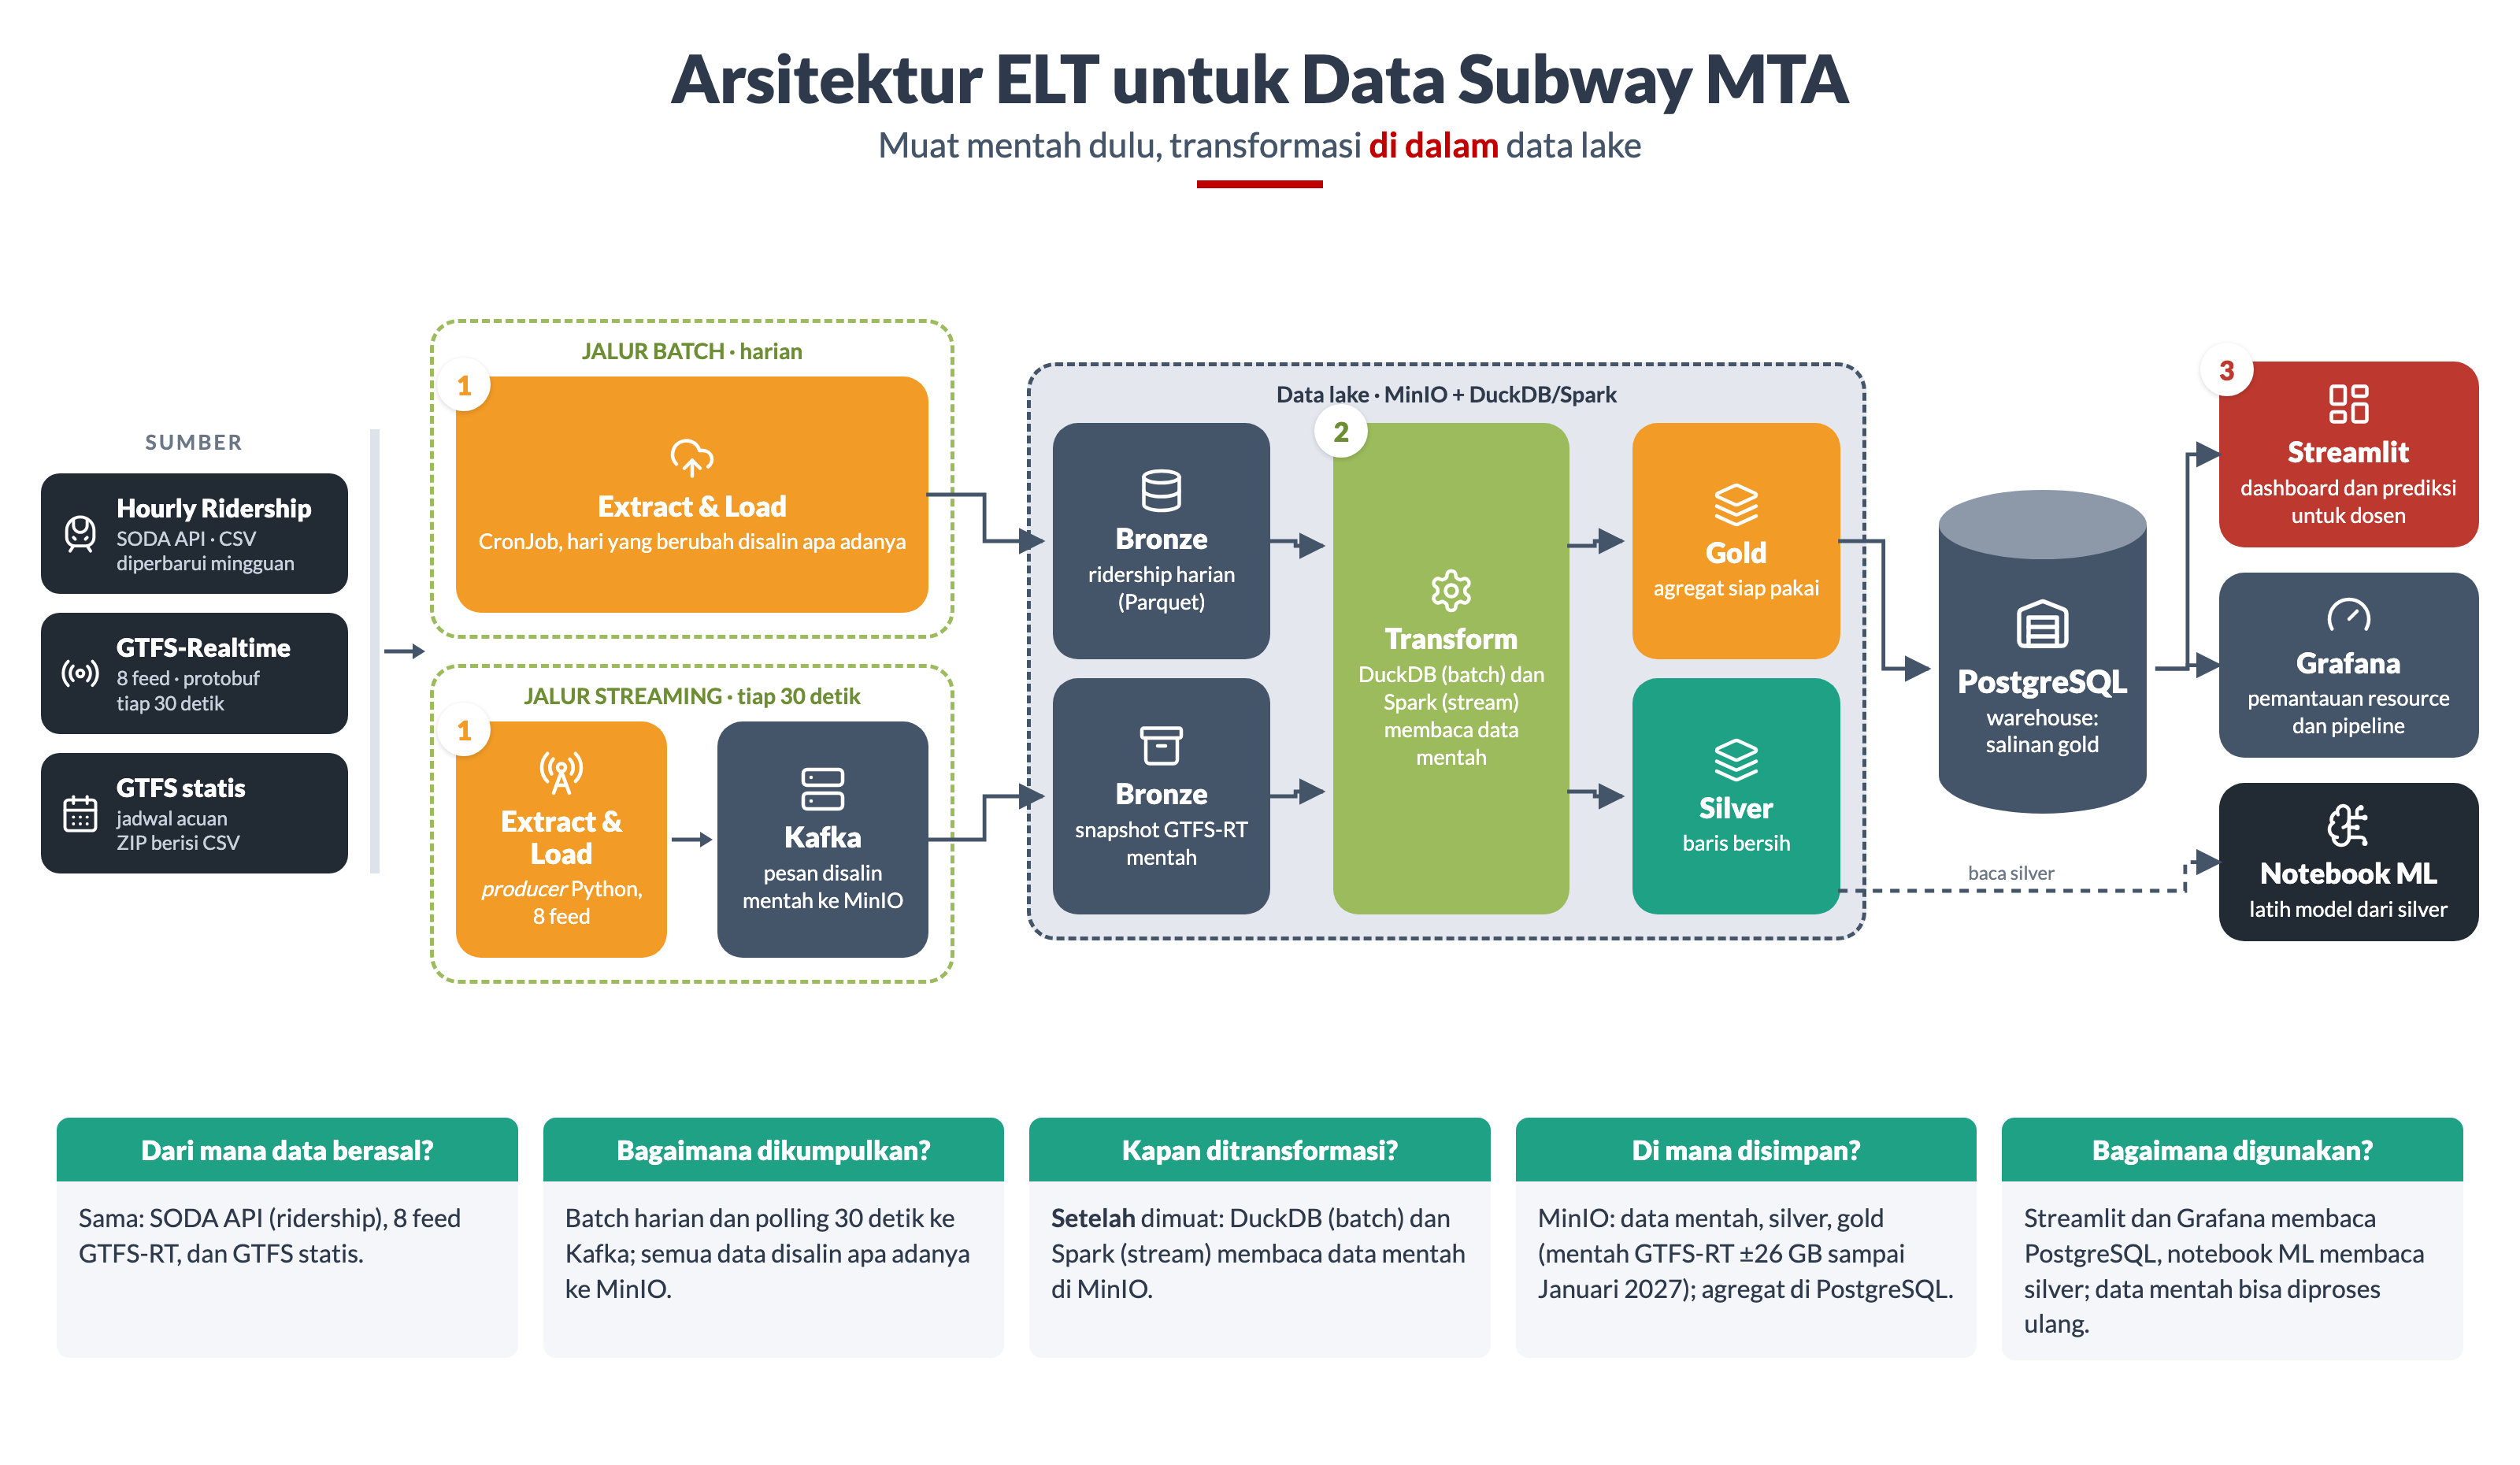 Arsitektur ELT untuk Data Subway MTA
Muat mentah dulu, transformasi di dalam data lake
SUMBER
Hourly Ridership
SODA API · CSV
diperbarui mingguan
GTFS-Realtime
8 feed · protobuf
tiap 30 detik
GTFS statis
jadwal acuan
ZIP berisi CSV
JALUR BATCH · harian
1
Extract & Load
CronJob, hari yang berubah disalin apa adanya
JALUR STREAMING · tiap 30 detik
1
Extract &
Load
producer Python,
8 feed
Kafka
pesan disalin
mentah ke MinIO
Data lake · MinIO + DuckDB/Spark
Bronze
ridership harian
(Parquet)
Bronze
snapshot GTFS-RT
mentah
2
Transform
DuckDB (batch) dan
Spark (stream)
membaca data
mentah
Gold
agregat siap pakai
Silver
baris bersih
PostgreSQL
warehouse:
salinan gold
baca silver
3
Streamlit
dashboard dan prediksi
untuk dosen
Grafana
pemantauan resource
dan pipeline
Notebook ML
latih model dari silver
Dari mana data berasal?
Sama: SODA API (ridership), 8 feed
GTFS-RT, dan GTFS statis.
Bagaimana dikumpulkan?
Batch harian dan polling 30 detik ke
Kafka; semua data disalin apa adanya
ke MinIO.
Kapan ditransformasi?
Setelah dimuat: DuckDB (batch) dan
Spark (stream) membaca data mentah
di MinIO.
Di mana disimpan?
MinIO: data mentah, silver, gold
(mentah GTFS-RT ±26 GB sampai
Januari 2027); agregat di PostgreSQL.
Bagaimana digunakan?
Streamlit dan Grafana membaca
PostgreSQL, notebook ML membaca
silver; data mentah bisa diproses
ulang.